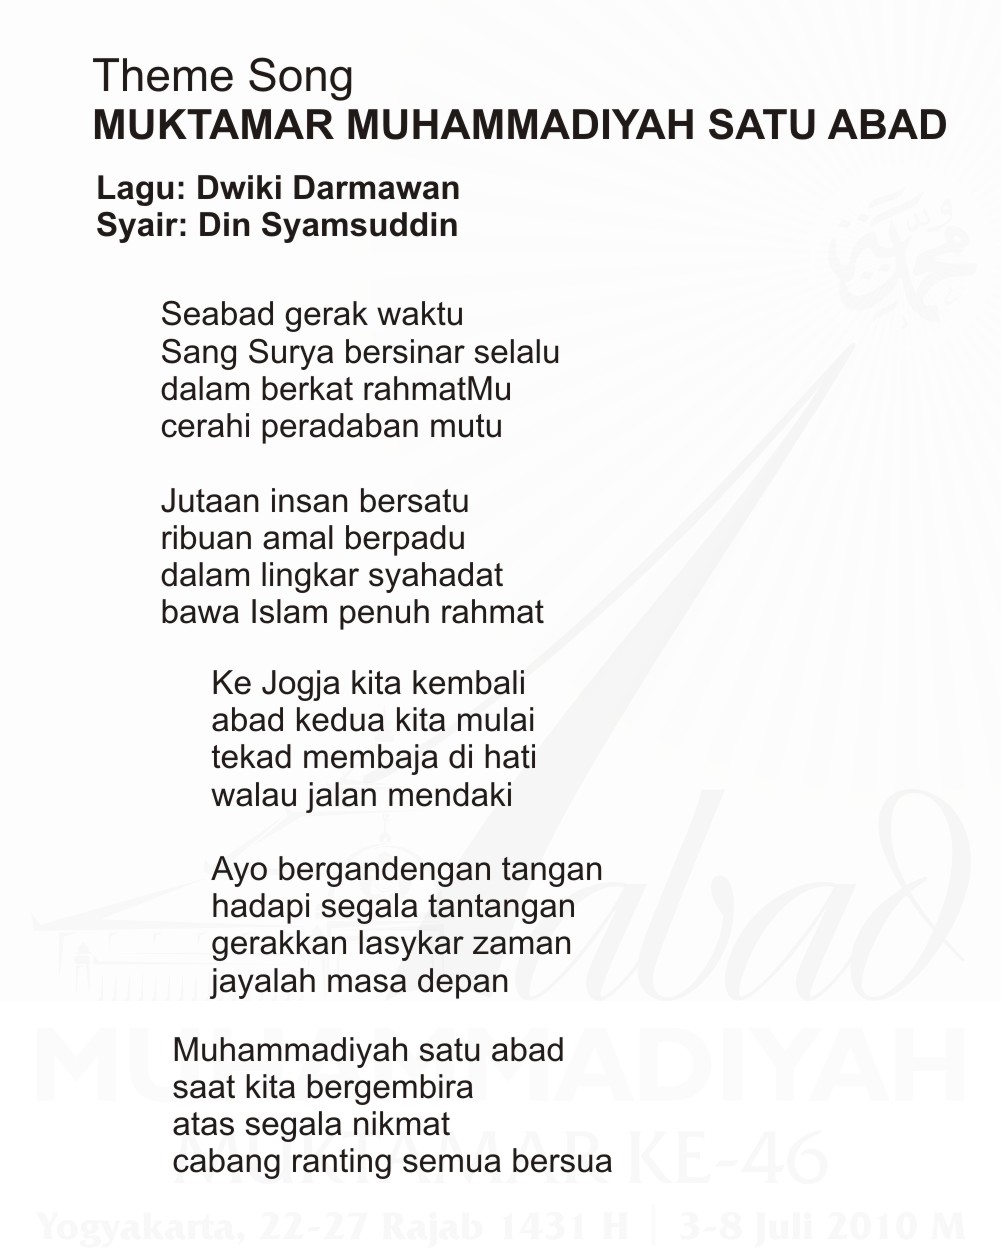 Theme Song
MUKTAMAR MUHAMMADIYAH SATU ABAD
Lagu: Dwiki Darmawan
Syair: Din Syamsuddin
Seabad gerak waktu
Sang Surya bersinar selalu
dalam berkat rahmatMu
cerahi peradaban mutu
Jutaan insan bersatu
ribuan amal berpadu
dalam lingkar syahadat
bawa Islam penuh rahmat
Ke Jogja kita kembali
abad kedua kita mulai
tekad membaja di hati
walau jalan mendaki
Ayo bergandengan tangan
hadapi segala tantangan
gerakkan lasykar zaman
jayalah masa depan
Muhammadiyah satu abad
saat kita bergembira
atas segala nikmat
cabang ranting semua bersua
1 abad
MUHAMMADIYAH
MUKTAMAR KE-46
Yogyakarta, 22-27 Rajab 1431 H | 3-8 Juli 2010 M